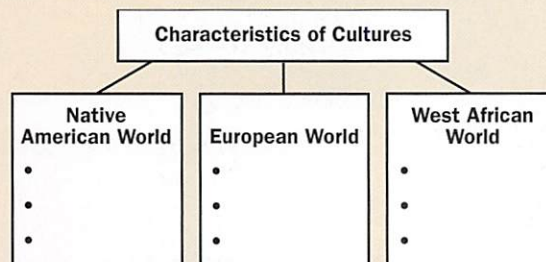 Characteristics of Cultures
Native
American World
•
•
•
European World
•
•
•
West African
World
•
•
•